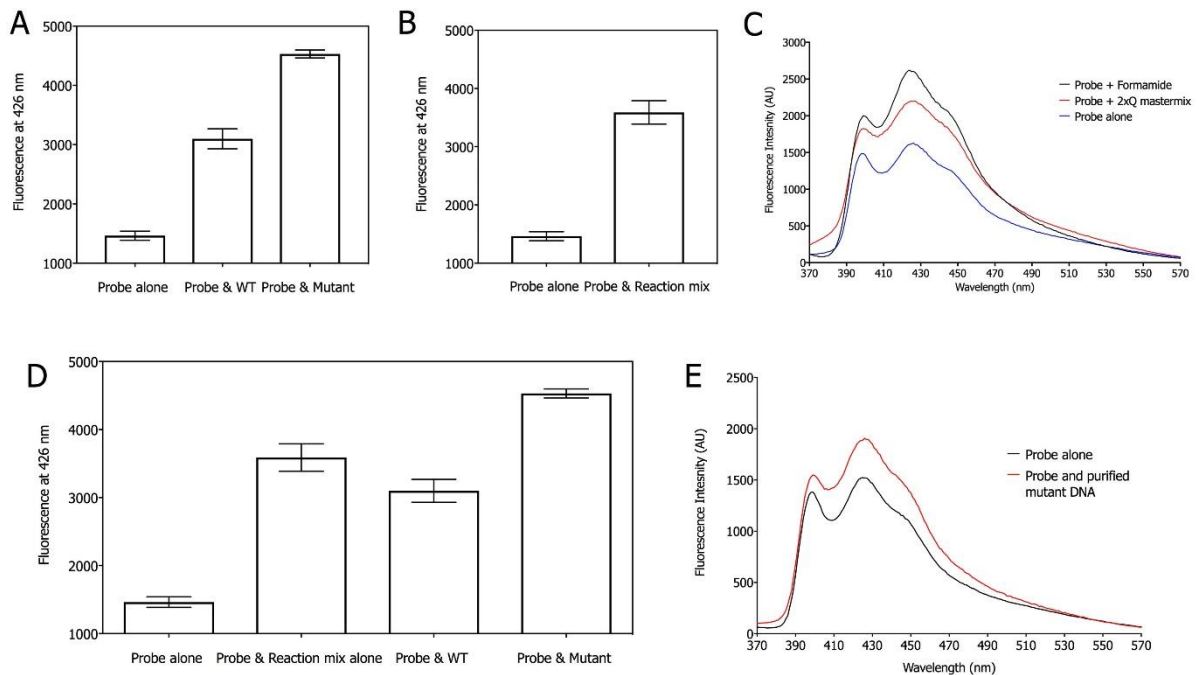 A
Fluorescence at 426 nm
5000
4000
3000
2000
1000
Probe alone Probe & WT Probe & Mutant
B
Fluorescence at 426 nm
5000
4000
3000
2000
1000
Probe alone Probe & Reaction mix
C
Fluorescence Intesnity (AU)
3000
2500
2000
1500
1000
500
0
370 390 410 430 450 470 490 510 530 550 570
Wavelength (nm)
Probe + Formamide
Probe + 2xQ mastermix
Probe alone
D
Fluorescence at 426 nm
5000
4000
3000
2000
1000
Probe alone Probe & Reaction mix alone Probe & WT Probe & Mutant
E
Fluorescence Intesnity (AU)
2500
2000
1500
1000
500
0
370 390 410 430 450 470 490 510 530 550 570
Wavelength (nm)
Probe alone
Probe and purified
mutant DNA